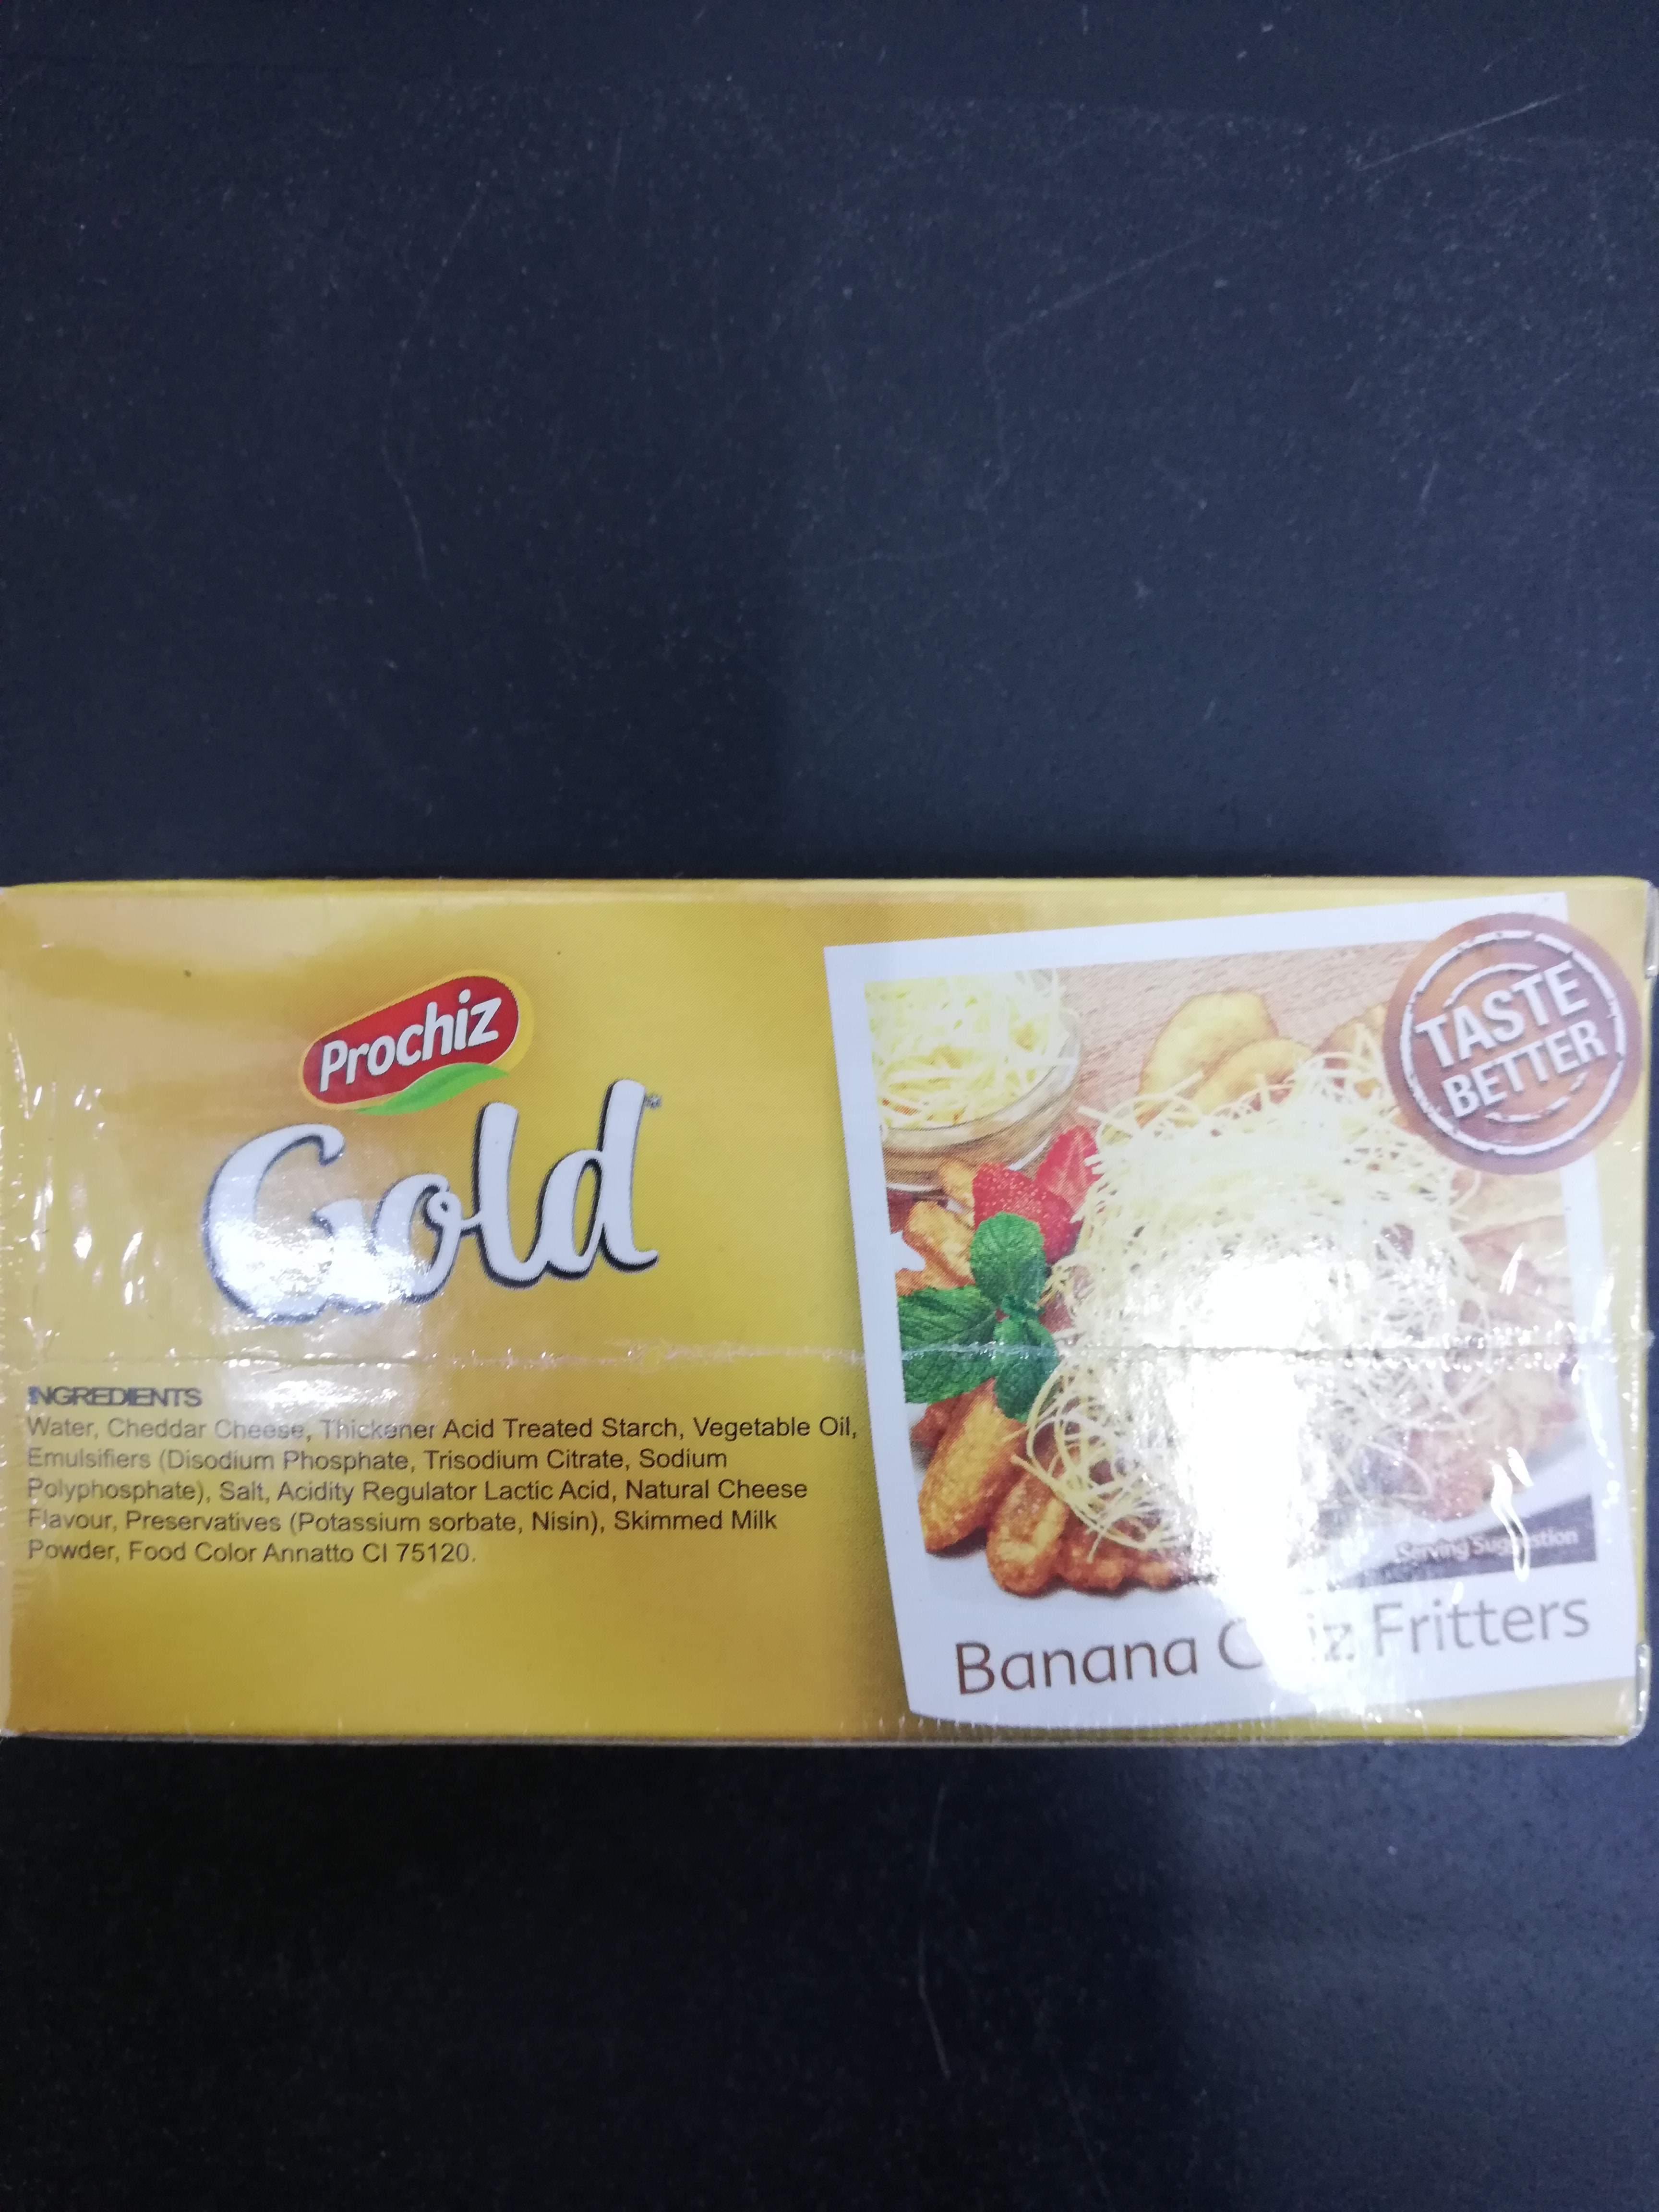 Prochiz
Gold
INGREDIENTS
Water, Cheddar Cheese, Thickener Acid Treated Starch, Vegetable Oil,
Emulsifiers (Disodium Phosphate, Trisodium Citrate, Sodium
Polyphosphate), Salt, Acidity Regulator Lactic Acid, Natural Cheese
Flavour, Preservatives (Potassium sorbate, Nisin), Skimmed Milk
Powder, Food Color Annatto CI 75120.
TASTE
BETTER
Serving Suggestion
Banana Fritters